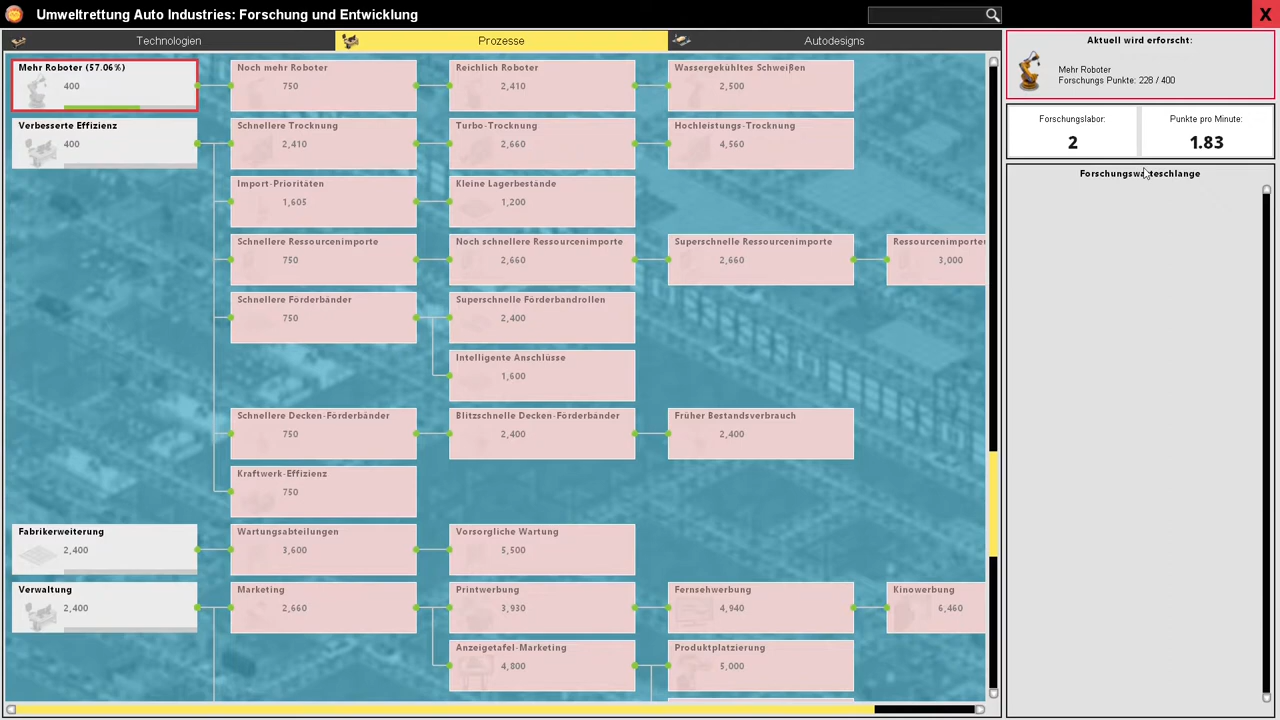 Umweltrettung Auto Industries: Forschung und Entwicklung
X
Technologien
Prozesse
Autodesigns
Mehr Roboter (57.06%)
400
Noch mehr Roboter
750
Reichlich Roboter
2,410
Wassergekühltes Schweißen
2,500
Verbesserte Effizienz
400
Schnellere Trocknung
2,410
Turbo-Trocknung
2,660
Hochleistungs-Trocknung
4,560
Import-Prioritäten
1,605
Kleine Lagerbestände
1,200
Schnellere Ressourcenimporte
750
Noch schnellere Ressourcenimporte
2,660
Superschnelle Ressourcenimporte
2,660
Ressourcenimporte
3,000
Schnellere Förderbänder
750
Superschnelle Förderbandrollen
2,400
Intelligente Anschlüsse
1,600
Schnellere Decken-Förderbänder
750
Blitzschnelle Decken-Förderbänder
2,400
Früher Bestandsverbrauch
2,400
Kraftwerk-Effizienz
750
Fabrikerweiterung
2,400
Wartungsabteilungen
3,600
Vorsorgliche Wartung
5,500
Verwaltung
2,400
Marketing
2,660
Printwerbung
3,930
Fernsehwerbung
4,940
Kinowerbung
6,460
Anzeigetafel-Marketing
4,800
Produktplatzierung
5,000
Aktuell wird erforscht:
Mehr Roboter
Forschungs Punkte: 228 / 400
Forschungslabor:
2
Punkte pro Minute:
1.83
Forschungswarteschlange